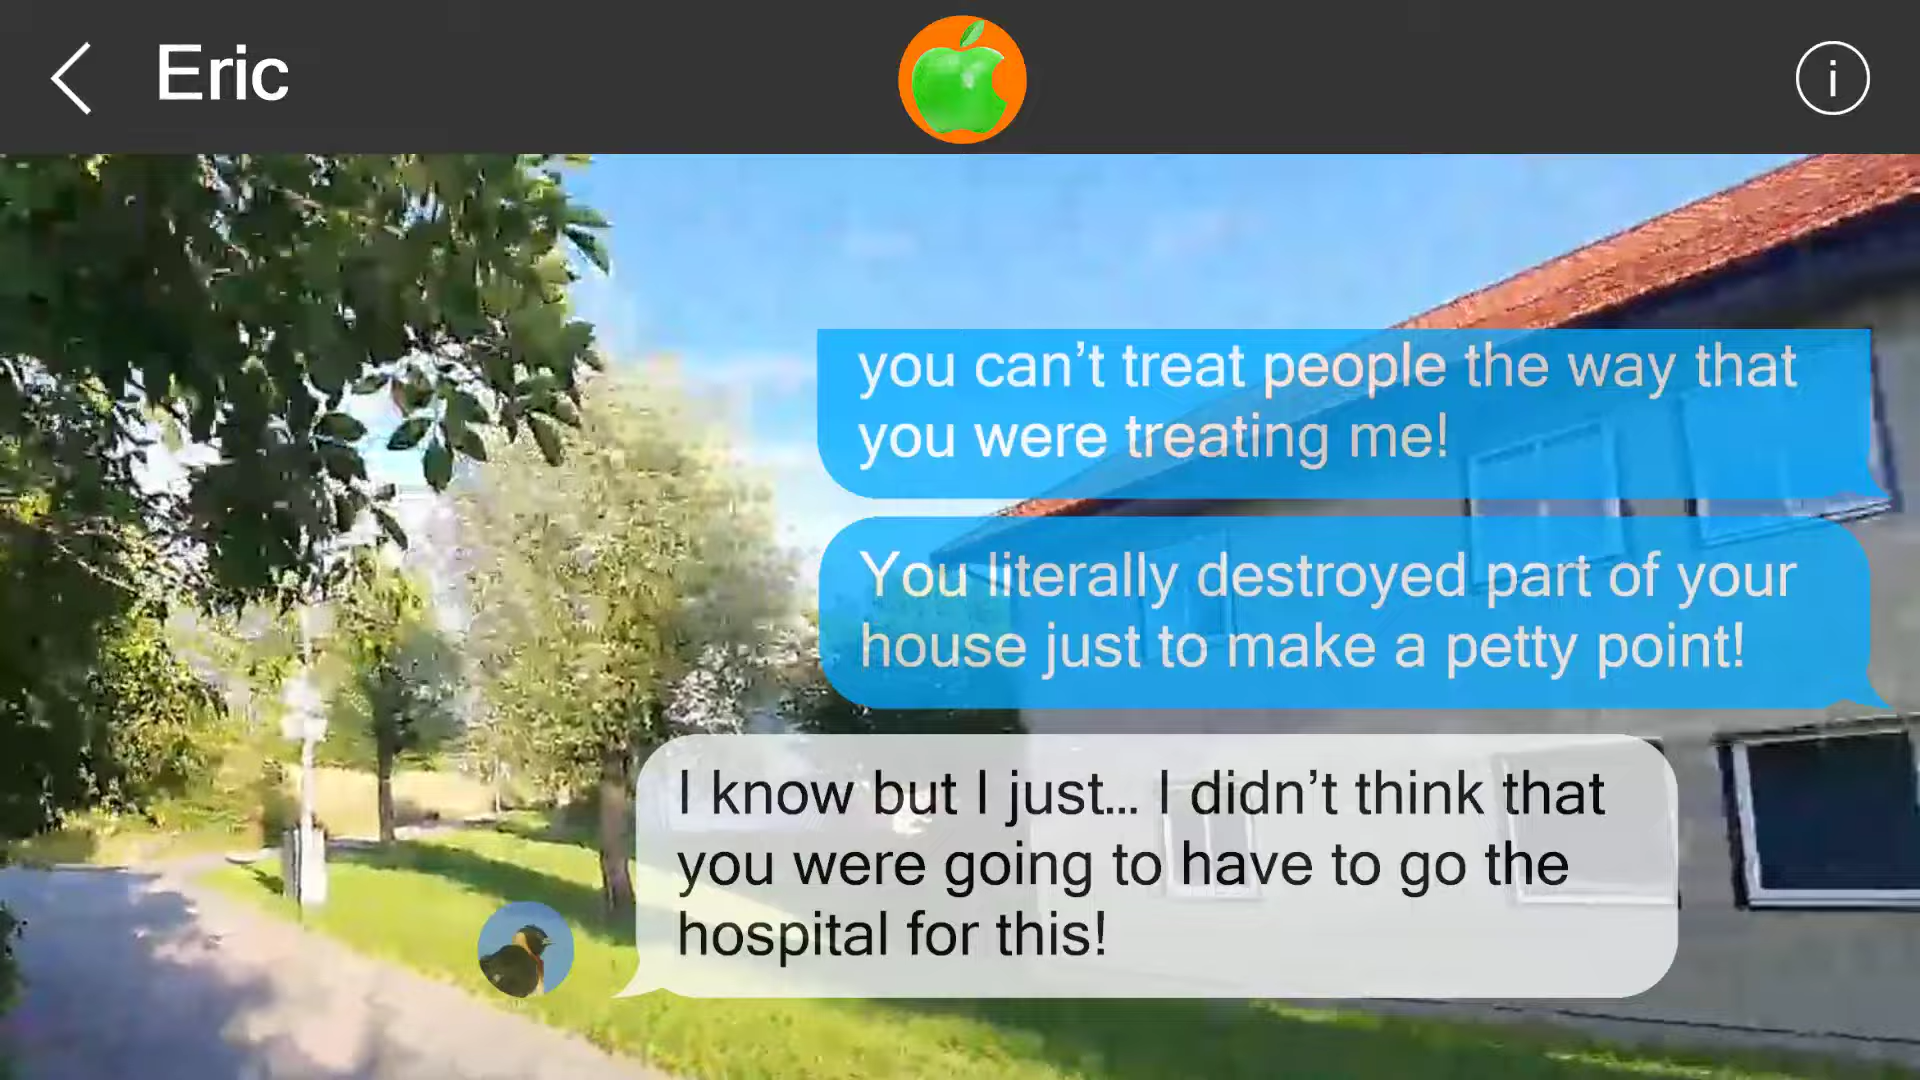 Eric
i
you can’t treat people the way that
you were treating me!
You literally destroyed part of your
house just to make a petty point!
I know but I just... I didn’t think that
you were going to have to go the
hospital for this!